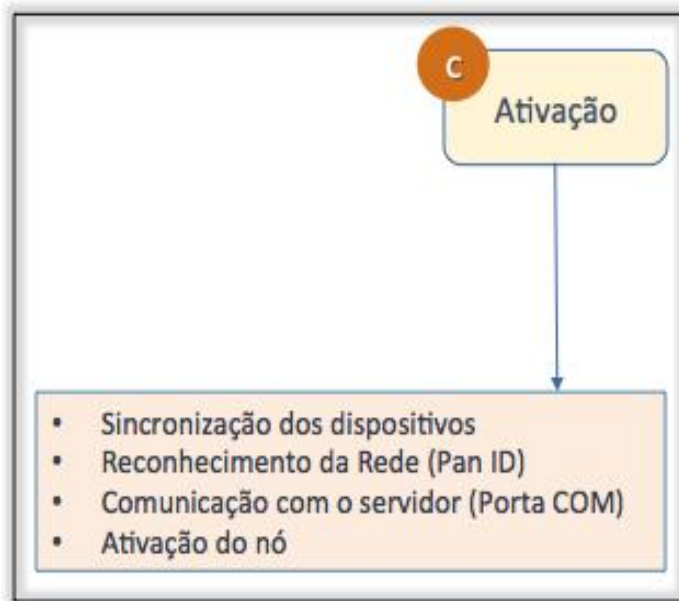 C
Ativação
• Sincronização dos dispositivos
• Reconhecimento da Rede (Pan ID)
• Comunicação com o servidor (Porta COM)
• Ativação do nó